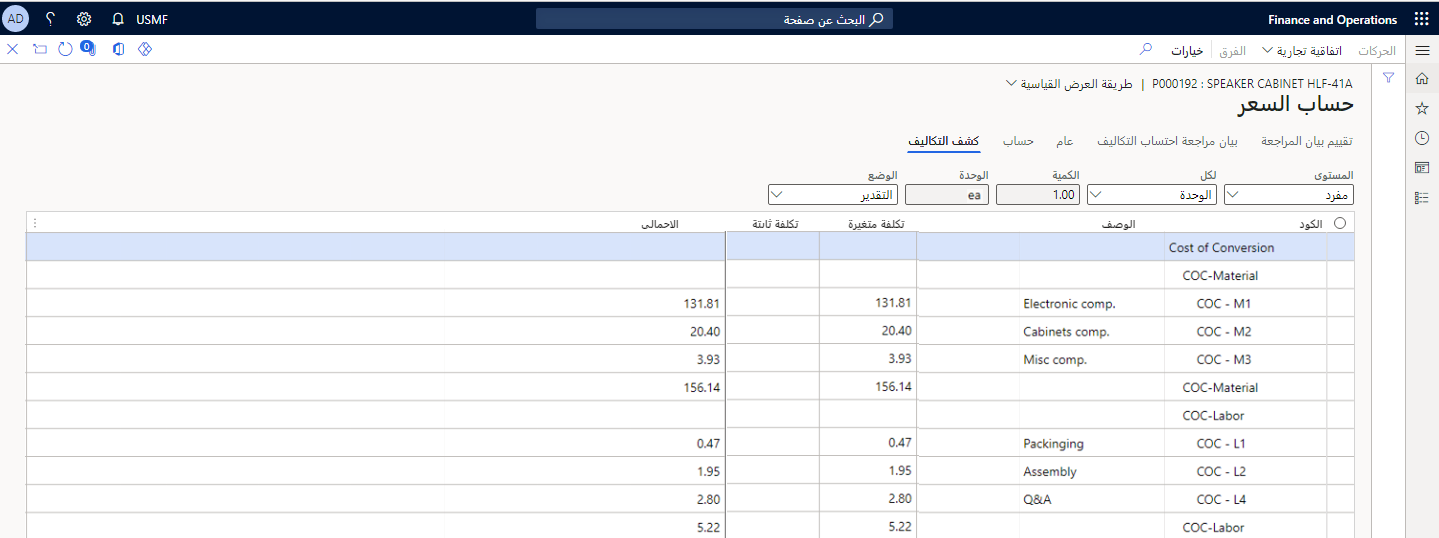 Finance and Operations البحث عن صفحة USMF ؟ AD
الحركات اتفاقية تجارية الفرق خيارات 0
P000192 : SPEAKER CABINET HLF-41A | طريقة العرض القياسية
حساب السعر
تقييم بيان المراجعة بيان مراجعة احتساب التكاليف عام حساب كشف التكاليف
المستوى لكل الكمية الوحدة الوضع
مفرد الوحدة 1.00 ea التقدير
الكود الوصف تكلفة متغيرة تكلفة ثابتة الاجمالى
Cost of Conversion
COC-Material
COC - M1 Electronic comp. 131.81 131.81
COC - M2 Cabinets comp. 20.40 20.40
COC - M3 Misc comp. 3.93 3.93
COC-Material 156.14 156.14
COC-Labor
COC - L1 Packinging 0.47 0.47
COC - L2 Assembly 1.95 1.95
COC - L4 Q&A 2.80 2.80
COC-Labor 5.22 5.22